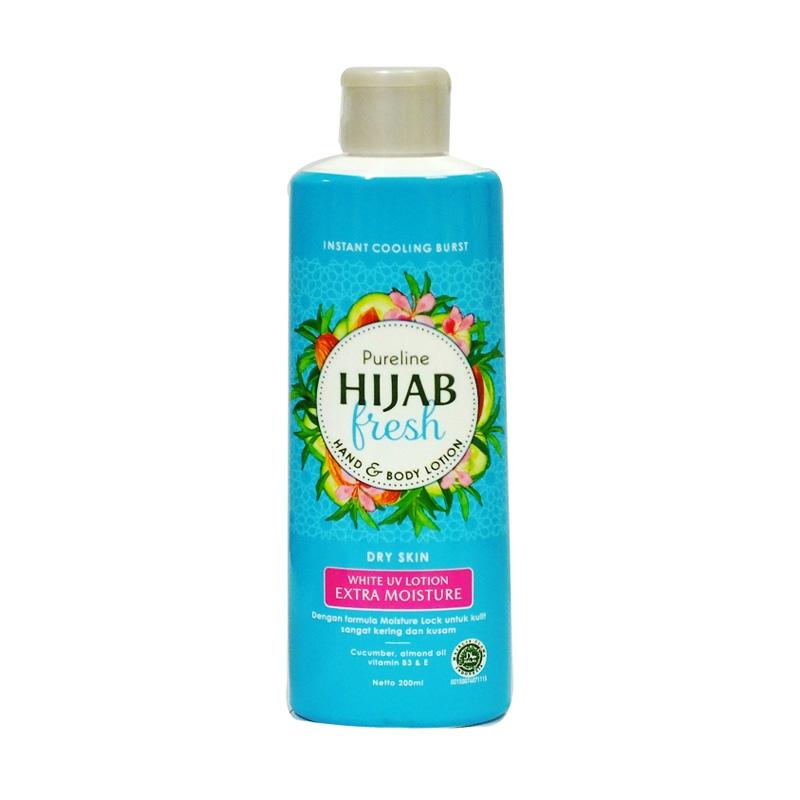 INSTANT COOLING BURST
Pureline
HIJAB
fresh
HAND & BODY LOTION
DRY SKIN
WHITE UV LOTION
EXTRA MOISTURE
Dengan formula Moisture Lock untuk kulit
sangat kering dan kusam
Cucumber, almond oil
vitamin B3 & E
Netto 200ml